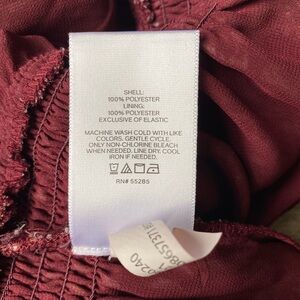 SHELL:
100% POLYESTER
LINING:
100% POLYESTER
EXCLUSIVE OF ELASTIC
MACHINE WASH COLD WITH LIKE
COLORS. GENTLE CYCLE.
ONLY NON-CHLORINE BLEACH
WHEN NEEDED. LINE DRY. COOL
IRON IF NEEDED.
RN# 55285